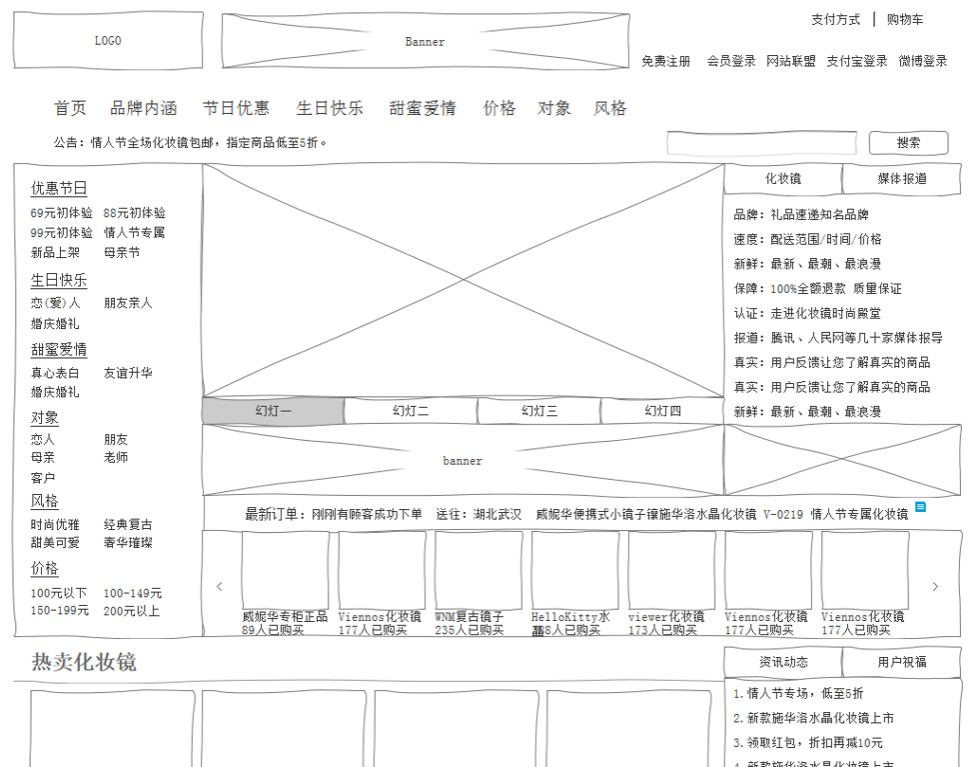 LOGO
Banner
支付方式 | 购物车
免费注册 会员登录 网站联盟 支付宝登录 微博登录
首页 品牌内涵 节日优惠 生日快乐 甜蜜爱情 价格 对象 风格
公告：情人节全场化妆镜包邮，指定商品低至5折。
搜索
优惠节日
69元初体验 88元初体验
99元初体验 情人节专属
新品上架 母亲节
生日快乐
恋(爱)人 朋友亲人
婚庆婚礼
甜蜜爱情
真心表白 友谊升华
婚庆婚礼
对象
恋人 朋友
母亲 老师
客户
风格
时尚优雅 经典复古
甜美可爱 奢华璀璨
价格
100元以下 100-149元
150-199元 200元以上
幻灯一 幻灯二 幻灯三 幻灯四
banner
化妆镜 媒体报道
品牌：礼品速递知名品牌
速度：配送范围/时间/价格
新鲜：最新、最潮、最浪漫
保障：100%全额退款 质量保证
认证：走进化妆镜时尚殿堂
报道：腾讯、人民网等几十家媒体报导
真实：用户反馈让您了解真实的商品
真实：用户反馈让您了解真实的商品
新鲜：最新、最潮、最浪漫
最新订单：刚刚有顾客成功下单 送往：湖北武汉 威妮华便携式小镜子镶施华洛水晶化妆镜 V-0219 情人节专属化妆镜
威妮华专柜正品
89人已购买
Viennos化妆镜
177人已购买
WNM复古镜子
235人已购买
HelloKitty水
晶
8人已购买
viewer化妆镜
173人已购买
Viennos化妆镜
177人已购买
Viennos化妆镜
177人已购买
热卖化妆镜
资讯动态 用户祝福
1.情人节专场，低至5折
2.新款施华洛水晶化妆镜上市
3.领取红包，折扣再减10元
4.新款施华洛水晶化妆镜上市